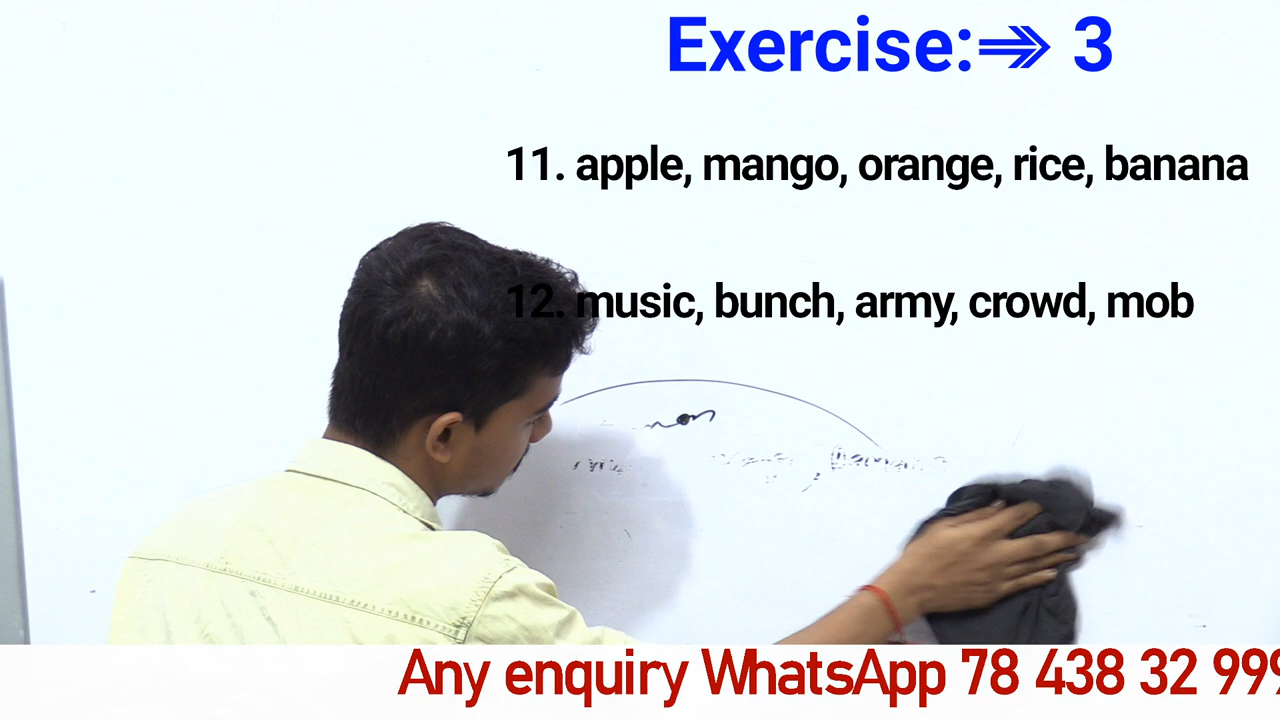 Exercise:⇛ 3
11. apple, mango, orange, rice, banana
12. music, bunch, army, crowd, mob
Any enquiry WhatsApp 78 438 32 999